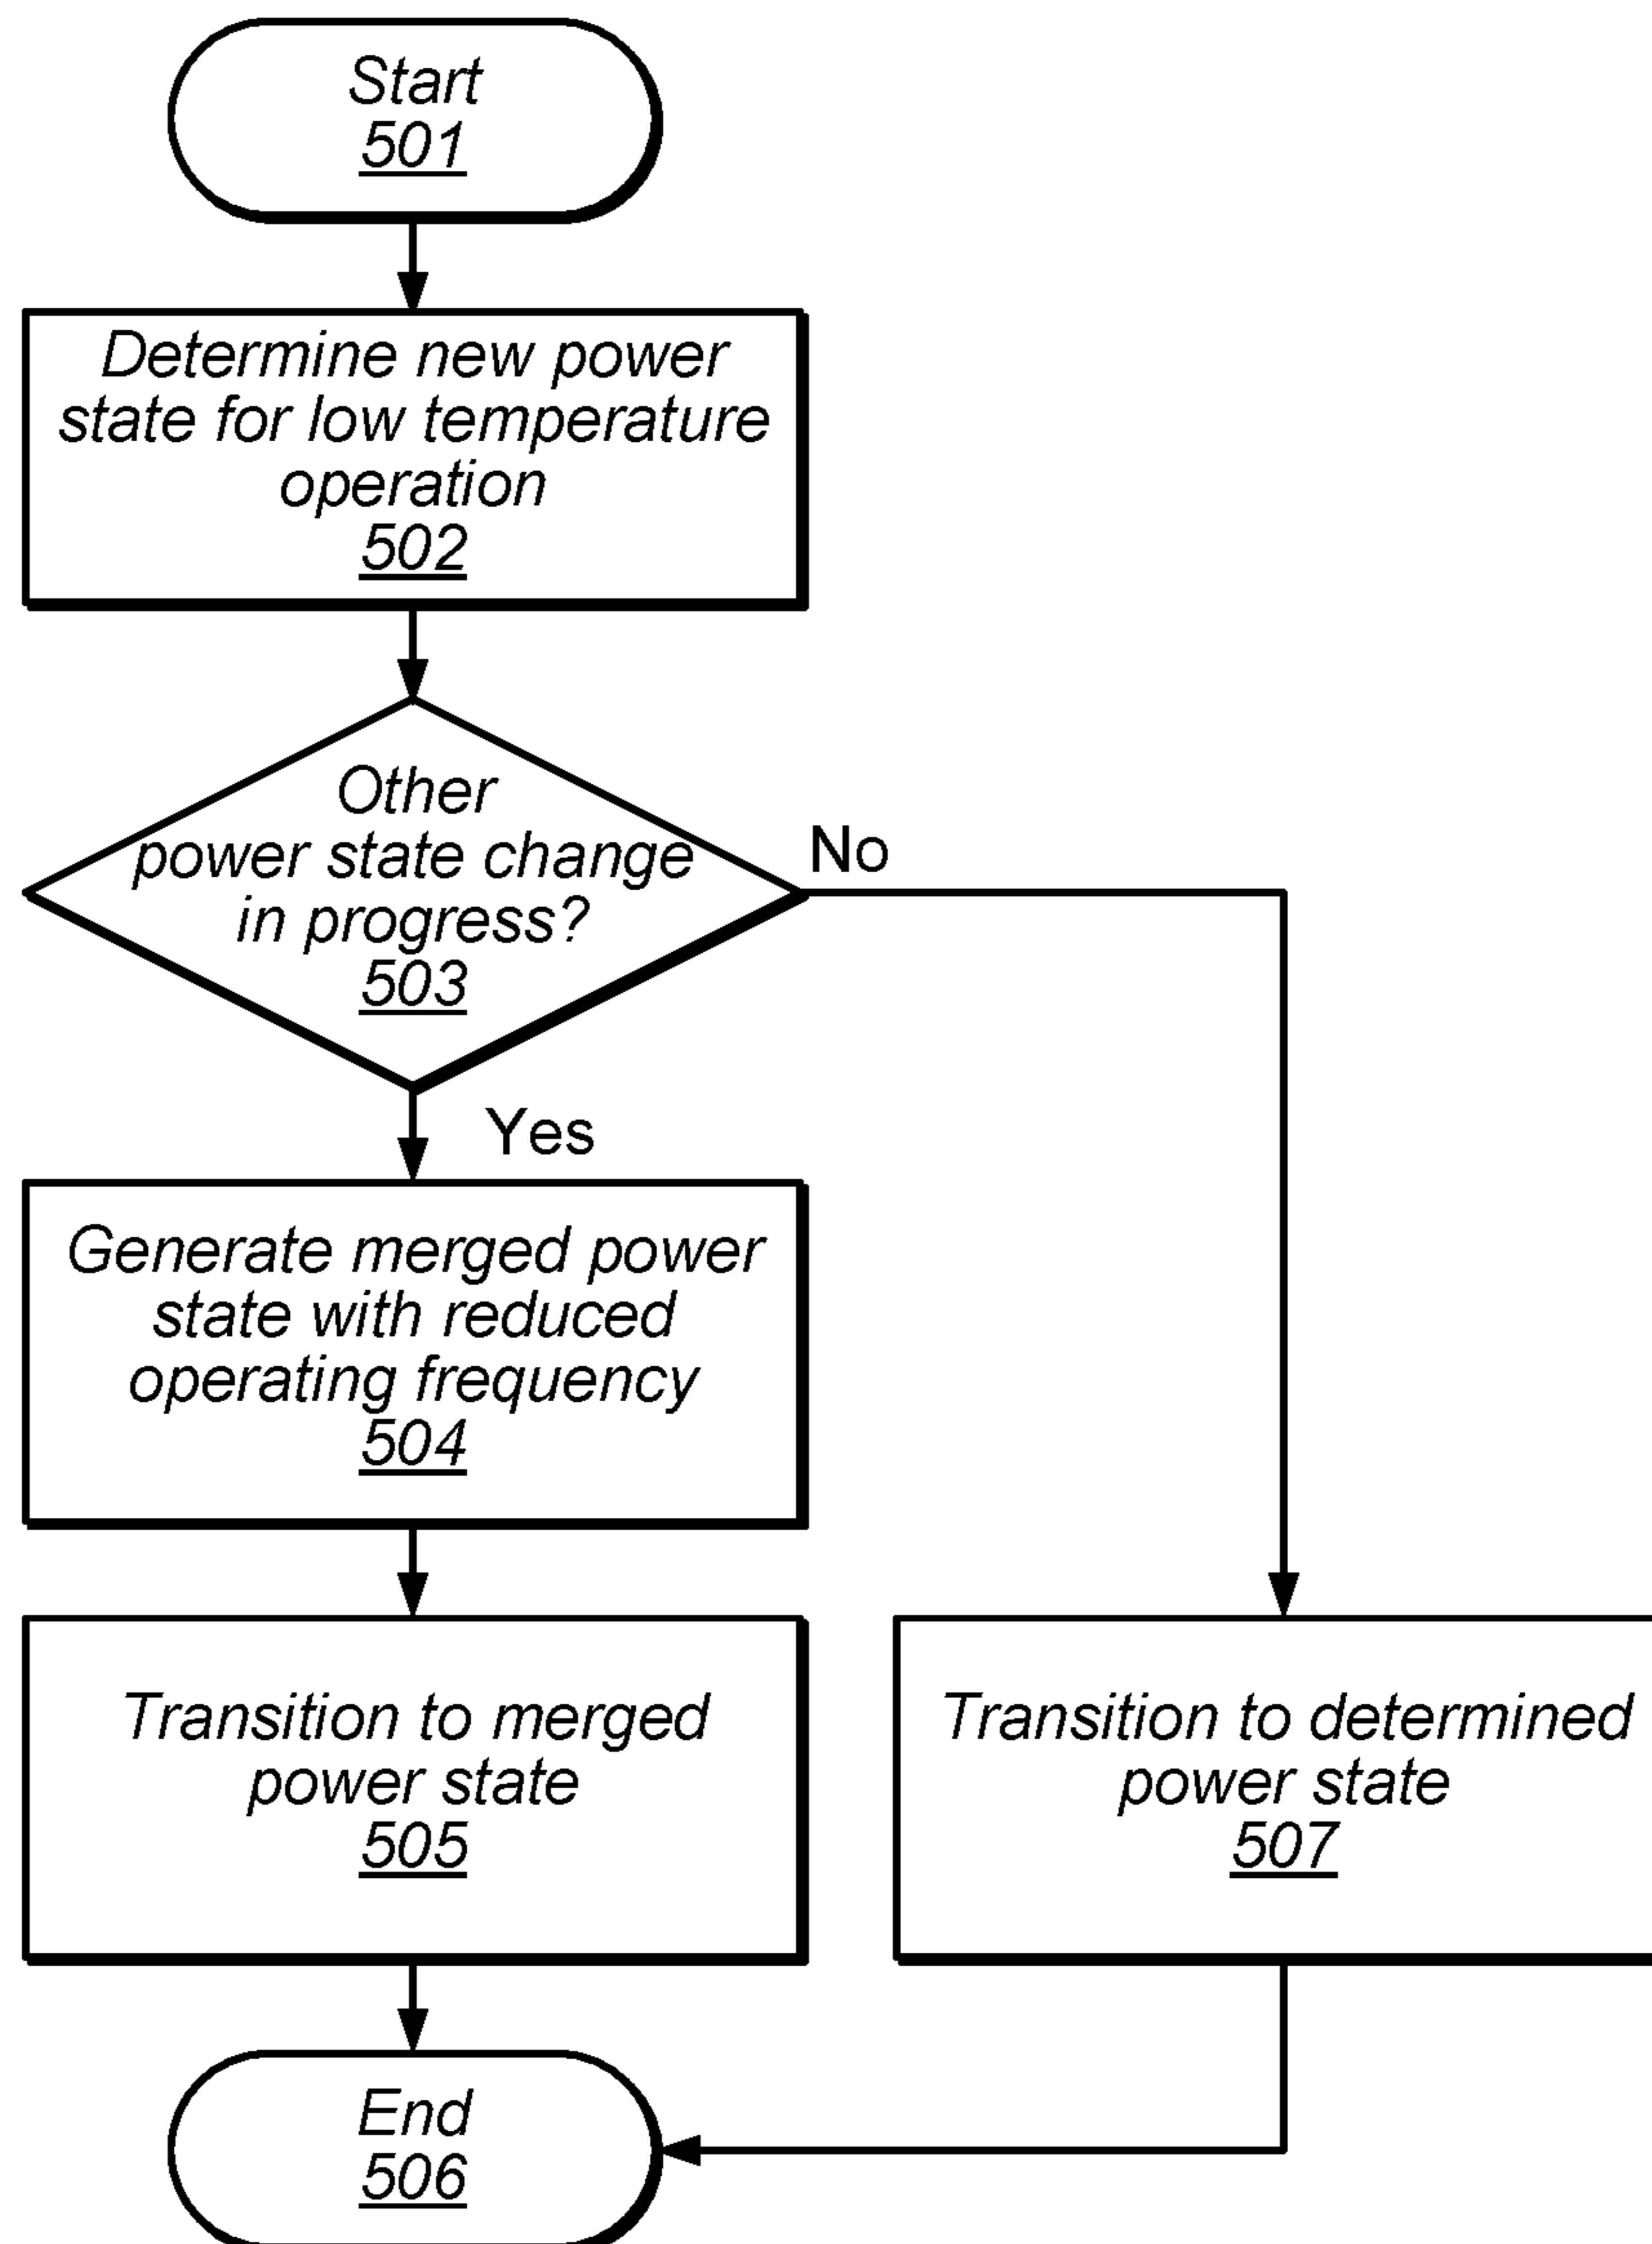 Start
501
Determine new power
state for low temperature
operation
502
Other
power state change
in progress?
503
No
Yes
Generate merged power
state with reduced
operating frequency
504
Transition to merged
power state
505
Transition to determined
power state
507
End
506